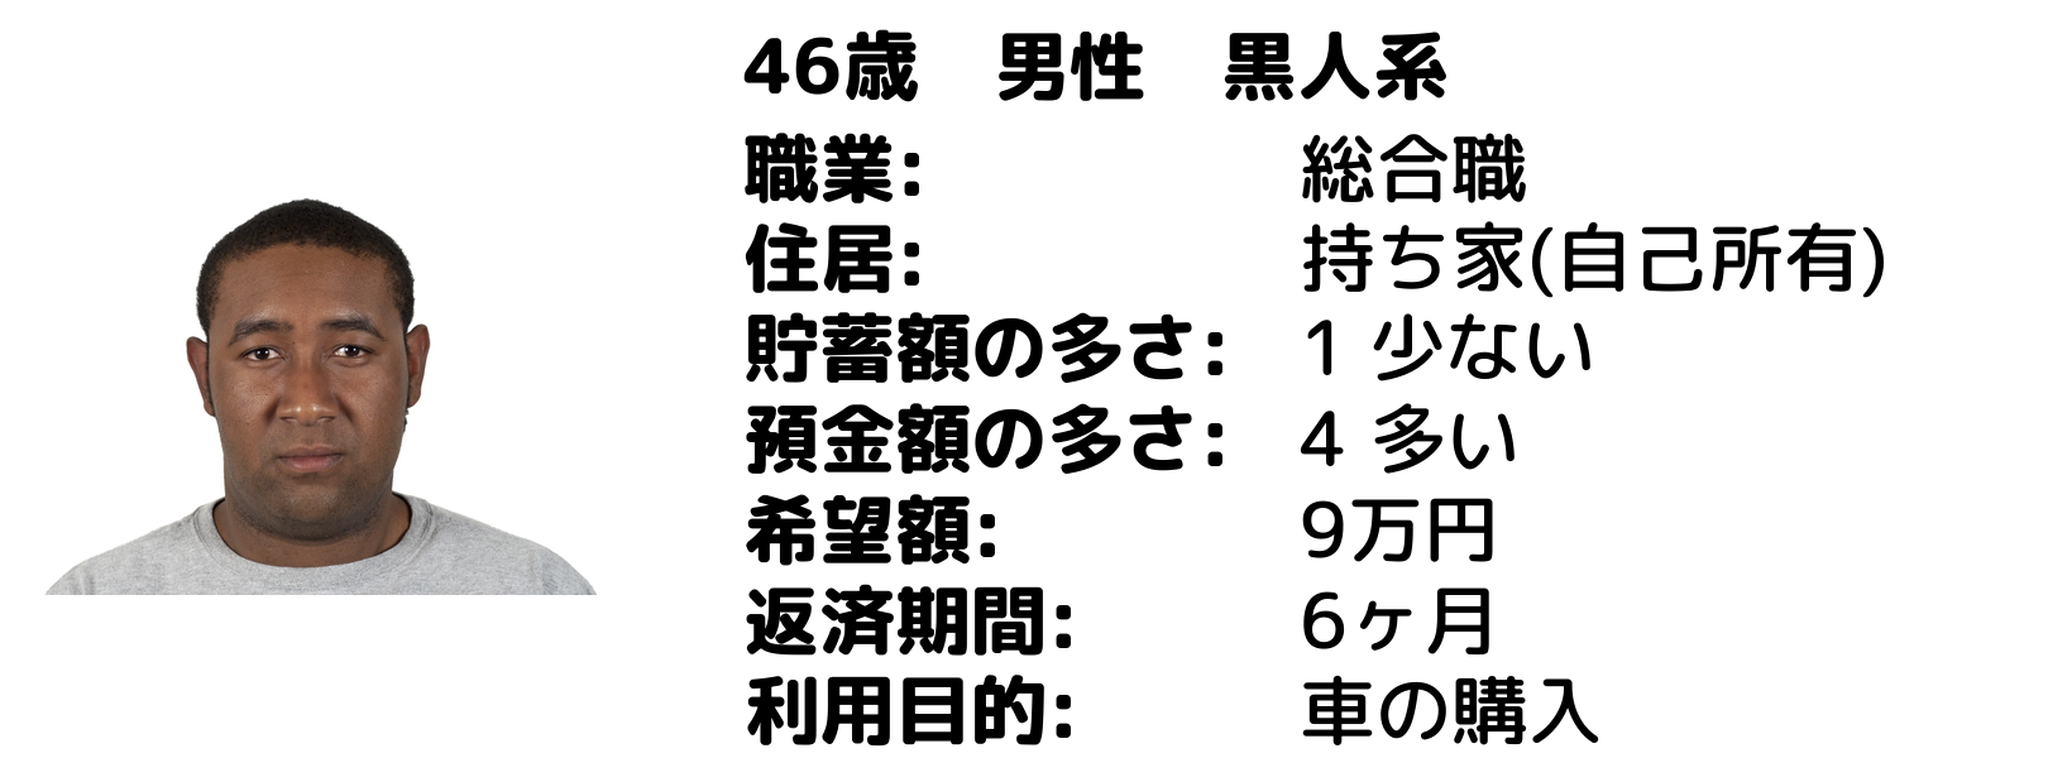 46歳　男性　黒人系
職業: 総合職
住居: 持ち家(自己所有)
貯蓄額の多さ: 1 少ない
預金額の多さ: 4 多い
希望額: 9万円
返済期間: 6ヶ月
利用目的: 車の購入